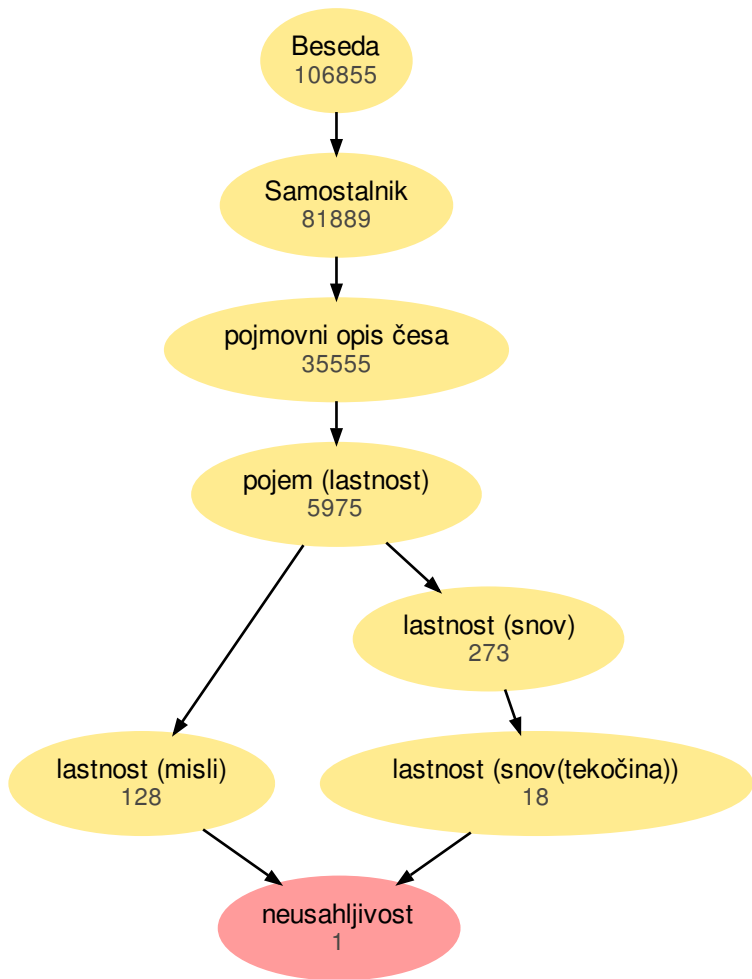 Beseda
106855
Samostalnik
81889
pojmovni opis česa
35555
pojem (lastnost)
5975
lastnost (snov)
273
lastnost (misli)
128
lastnost (snov(tekočina))
18
neusahljivost
1